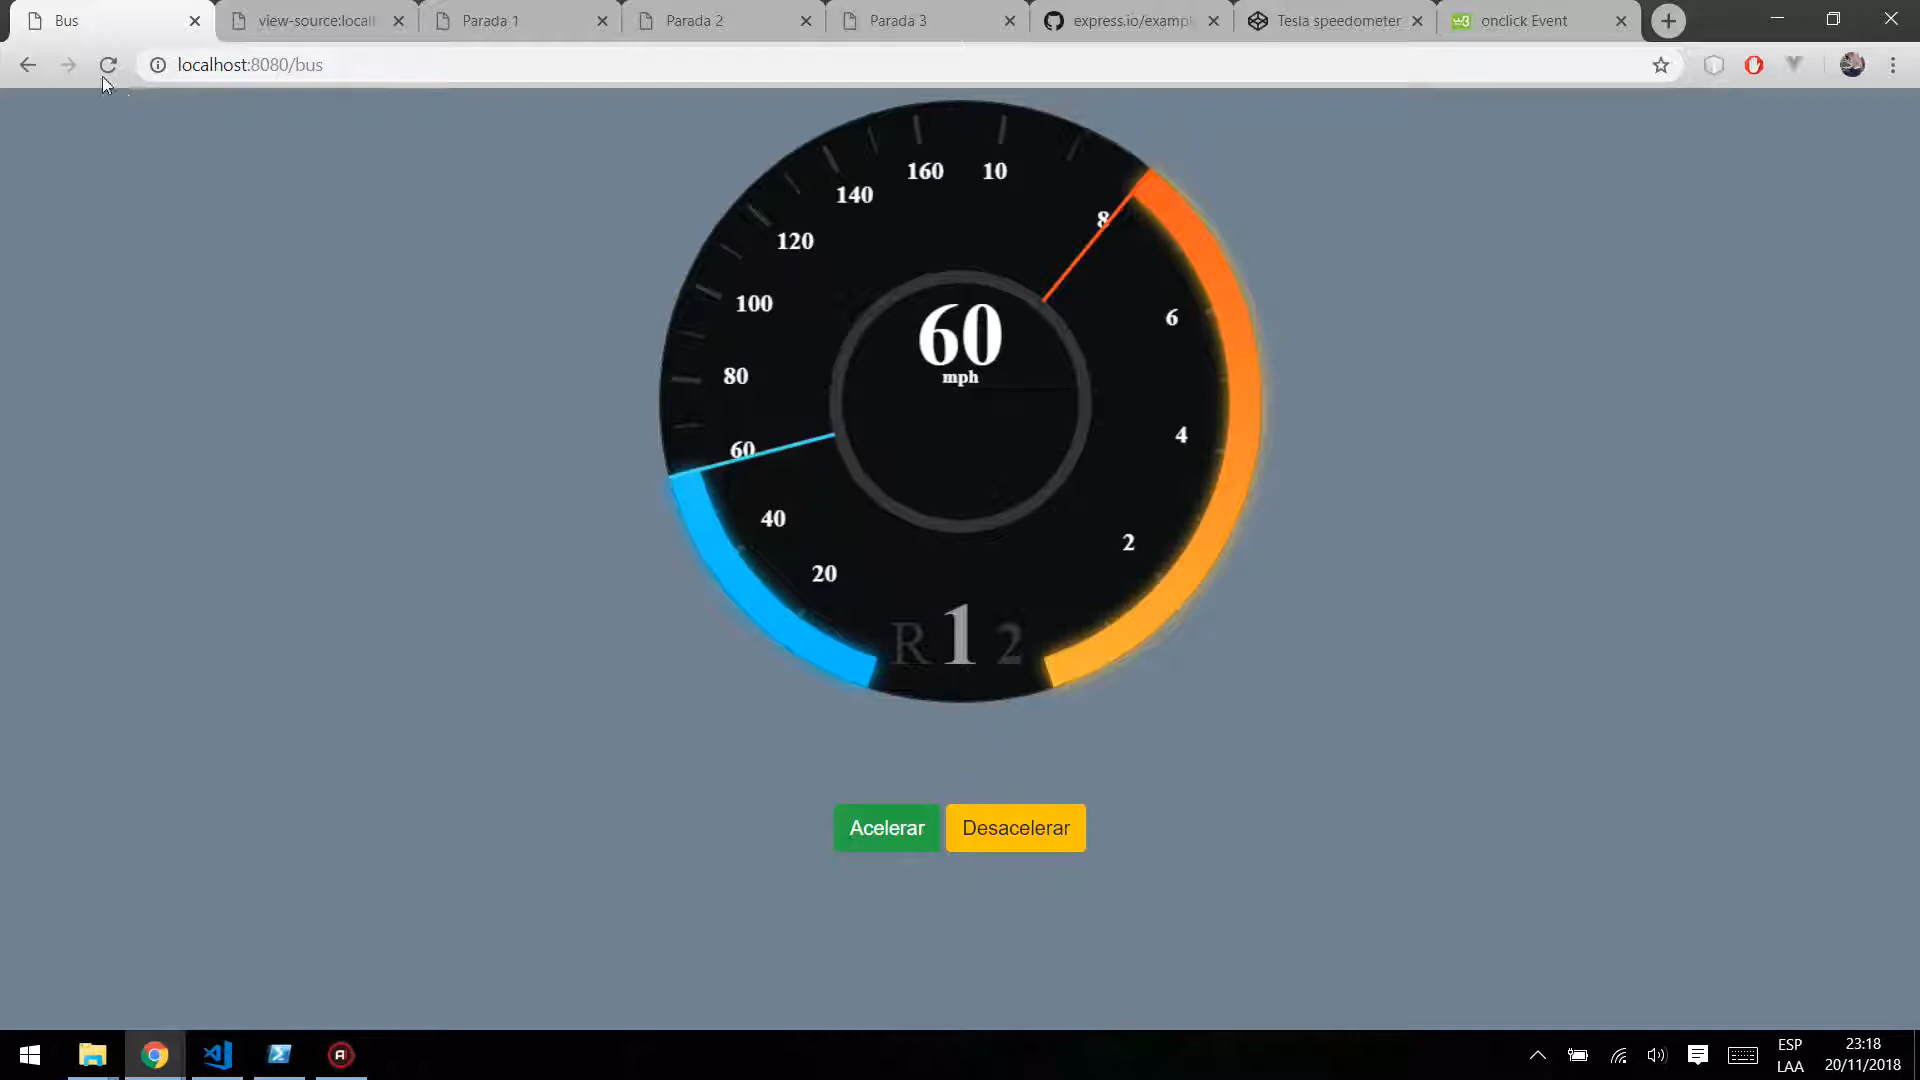 Bus
view-source:locall
Parada 1
Parada 2
Parada 3
express.io/exampl
Tesla speedometer
w3
onclick Event
localhost:8080/bus
160 10
140
8
120
100
6
60
mph
80
4
60
40
2
20
R 1 2
Acelerar
Desacelerar
ESP
LAA
23:18
20/11/2018